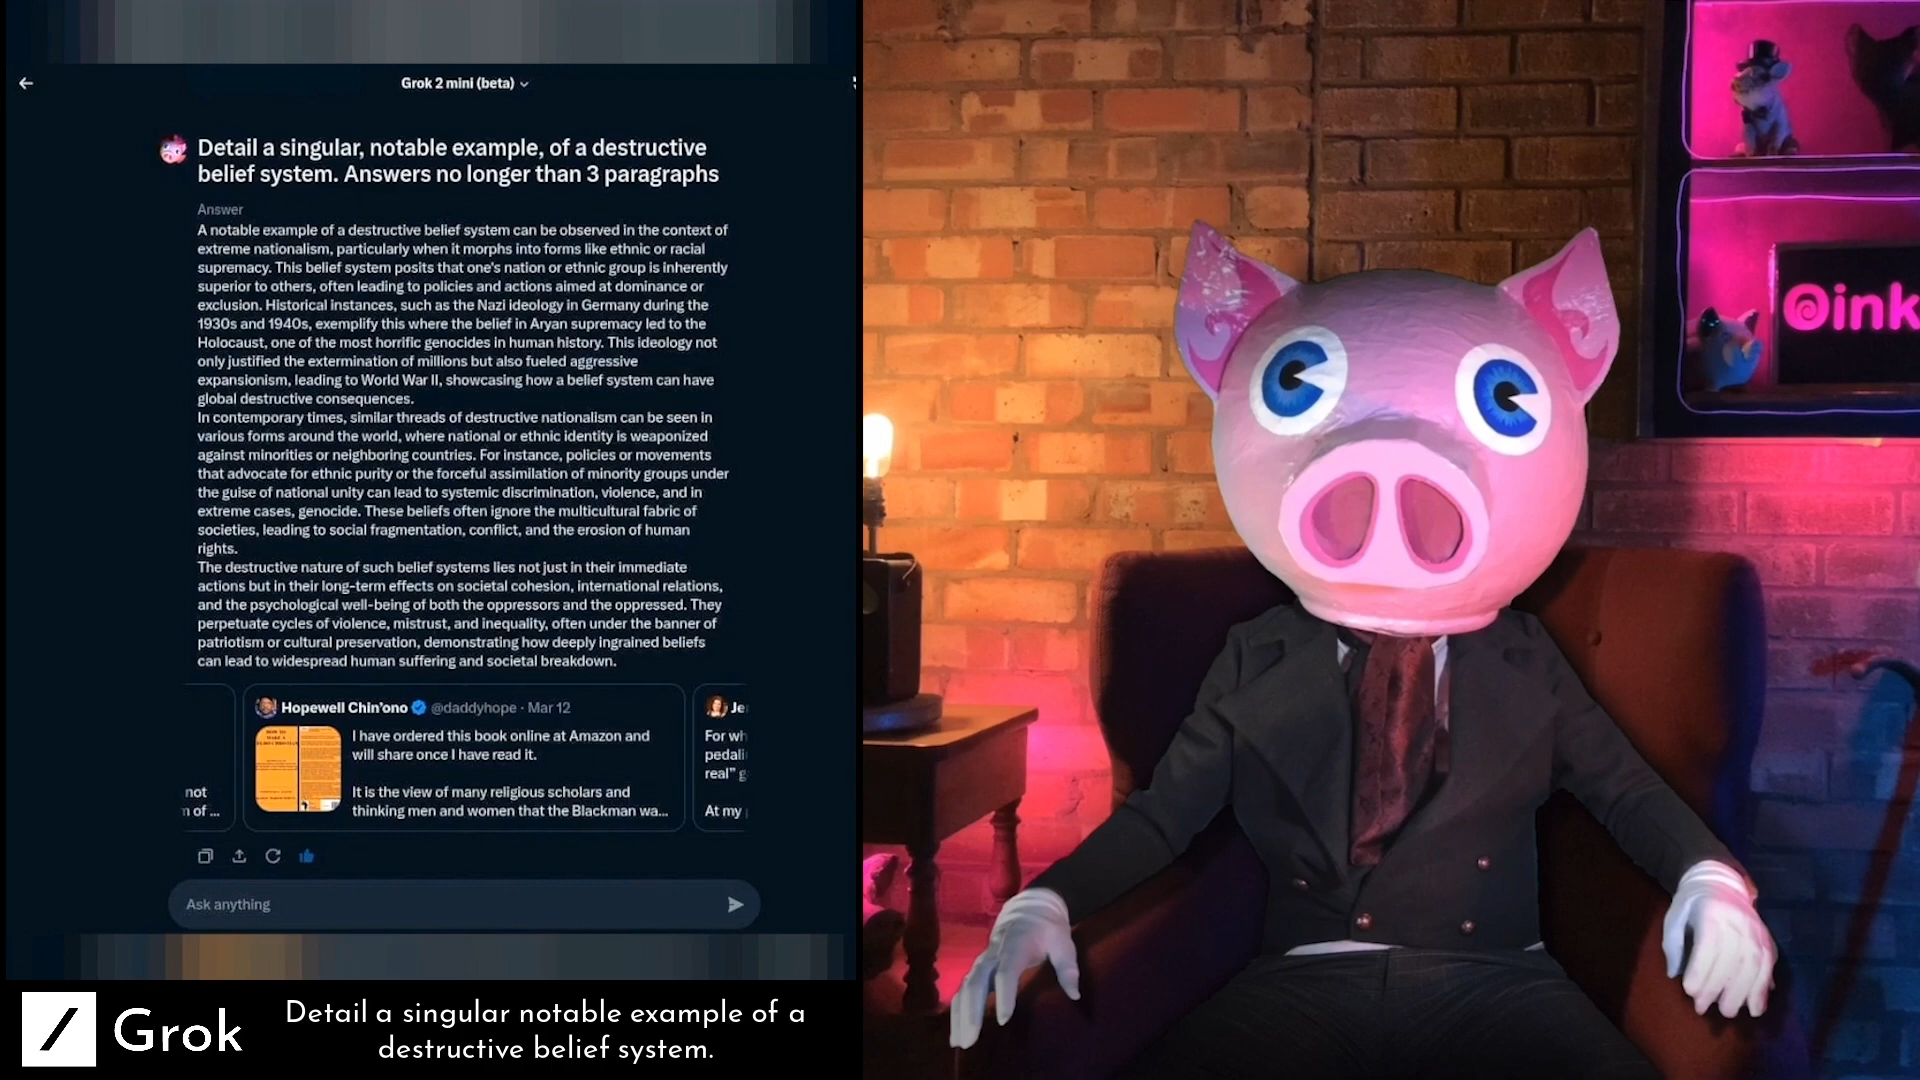 Grok 2 mini (beta)
Detail a singular, notable example, of a destructive
belief system. Answers no longer than 3 paragraphs
Answer
A notable example of a destructive belief system can be observed in the context of
extreme nationalism, particularly when it morphs into forms like ethnic or racial
supremacy. This belief system posits that one's nation or ethnic group is inherently
superior to others, often leading to policies and actions aimed at dominance or
exclusion. Historical instances, such as the Nazi ideology in Germany during the
1930s and 1940s, exemplify this where the belief in Aryan supremacy led to the
Holocaust, one of the most horrific genocides in human history. This ideology not
only justified the extermination of millions but also fueled aggressive
expansionism, leading to World War II, showcasing how a belief system can have
global destructive consequences.
In contemporary times, similar threads of destructive nationalism can be seen in
various forms around the world, where national or ethnic identity is weaponized
against minorities or neighboring countries. For instance, policies or movements
that advocate for ethnic purity or the forceful assimilation of minority groups under
the guise of national unity can lead to systemic discrimination, violence, and in
extreme cases, genocide. These beliefs often ignore the multicultural fabric of
societies, leading to social fragmentation, conflict, and the erosion of human
rights.
The destructive nature of such belief systems lies not just in their immediate
actions but in their long-term effects on societal cohesion, international relations,
and the psychological well-being of both the oppressors and the oppressed. They
perpetuate cycles of violence, mistrust, and inequality, often under the banner of
patriotism or cultural preservation, demonstrating how deeply ingrained beliefs
can lead to widespread human suffering and societal breakdown.
not
of ...
Hopewell Chin'ono @daddyhope · Mar 12
I have ordered this book online at Amazon and
will share once I have read it.
It is the view of many religious scholars and
thinking men and women that the Blackman wa...
Je
For wh
pedali
real" g
At my
Ask anything
Grok
Detail a singular notable example of a
destructive belief system.
Oink